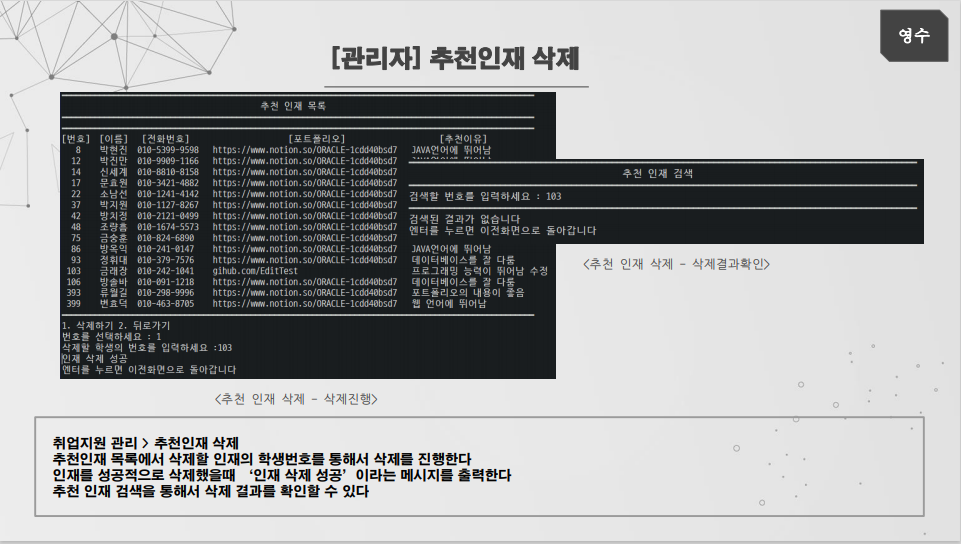 영수
[관리자] 추천인재 삭제
추천 인재 목록
[번호] [이름] [전화번호] [포트폴리오] [추천이유]
8 박현진 010-5399-9598 https://www.notion.so/ORACLE-1cdd40bsd7 JAVA언어에 뛰어남
12 박진만 010-9909-1166 https://www.notion.so/ORACLE-1cdd40bsd7 JAVA언어에 뛰어남
14 신세계 010-8810-8158 https://www.notion.so/ORACLE-1cdd40bsd7
17 문효원 010-3421-4882 https://www.notion.so/ORACLE-1cdd40bsd7
22 소남선 010-1241-4142 https://www.notion.so/ORACLE-1cdd40bsd7
37 박지원 010-1127-8267 https://www.notion.so/ORACLE-1cdd40bsd7
42 방치정 010-2121-0499 https://www.notion.so/ORACLE-1cdd40bsd7
48 조량흠 010-1674-5573 https://www.notion.so/ORACLE-1cdd40bsd7
75 금숭훈 010-824-6890 https://www.notion.so/ORACLE-1cdd40bsd7
86 방옥익 010-241-0147 https://www.notion.so/ORACLE-1cdd40bsd7 JAVA언어에 뛰어남
93 정휘대 010-379-7576 https://www.notion.so/ORACLE-1cdd40bsd7 데이터베이스를 잘 다룸
103 금래장 010-242-1041 gihub.com/EditTest 프로그래밍 능력이 뛰어남 수정
106 방솔바 010-091-1218 https://www.notion.so/ORACLE-1cdd40bsd7 데이터베이스를 잘 다룸
393 류월길 010-298-9996 https://www.notion.so/ORACLE-1cdd40bsd7 포트폴리오의 내용이 좋음
399 변효덕 010-463-8705 https://www.notion.so/ORACLE-1cdd40bsd7 웹 언어에 뛰어남
1. 삭제하기 2. 뒤로가기
번호를 선택하세요 : 1
삭제할 학생의 번호를 입력하세요 :103
인재 삭제 성공
엔터를 누르면 이전화면으로 돌아갑니다
<추천 인재 삭제 – 삭제진행>
추천 인재 검색
검색할 번호를 입력하세요 : 103
검색된 결과가 없습니다
엔터를 누르면 이전화면으로 돌아갑니다
<추천 인재 삭제 – 삭제결과확인>
취업지원 관리 > 추천인재 삭제
추천인재 목록에서 삭제할 인재의 학생번호를 통해서 삭제를 진행한다
인재를 성공적으로 삭제했을때 ‘인재 삭제 성공’ 이라는 메시지를 출력한다
추천 인재 검색을 통해서 삭제 결과를 확인할 수 있다